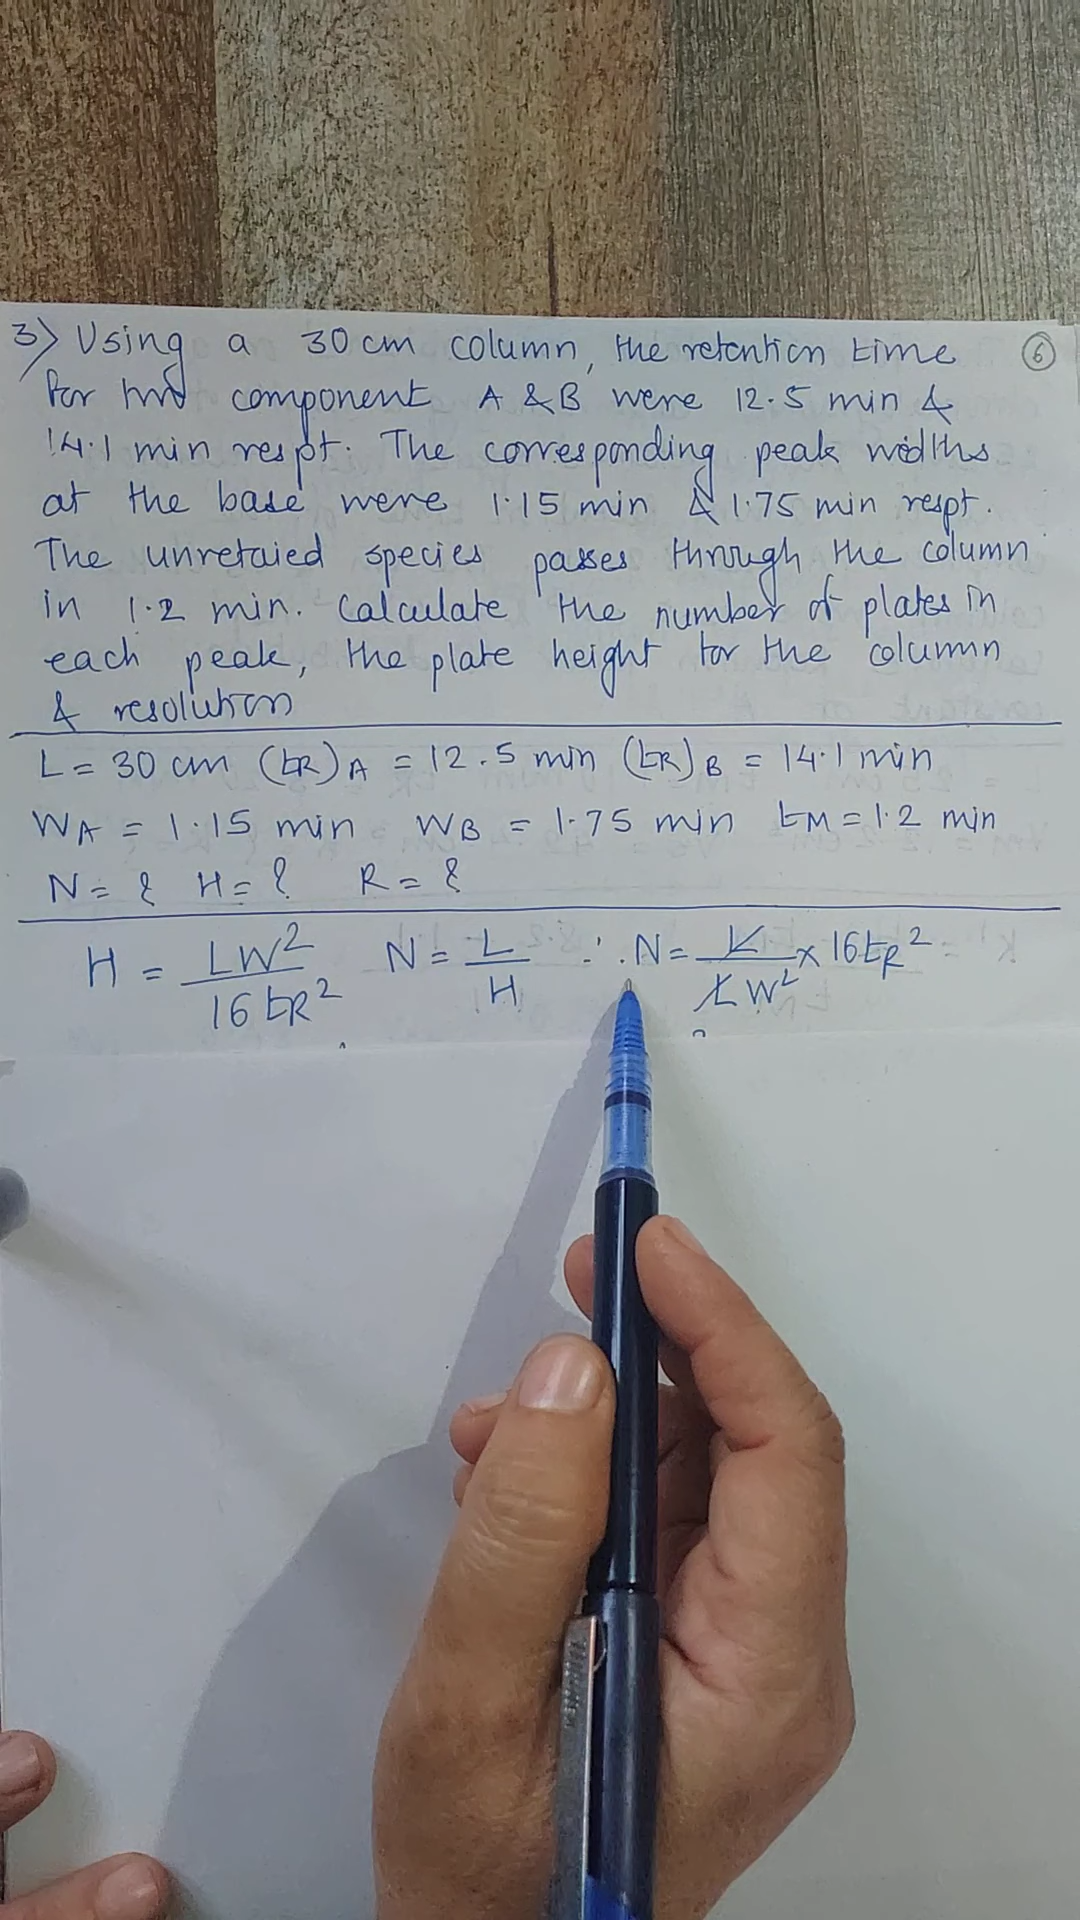 3) Using a 30 cm column, the retention time ⑥
for two component A & B were 12.5 min &
14.1 min respt. The corresponding peak widths
at the base were 1.15 min & 1.75 min respt.
The unretaied species passes through the column
in 1.2 min. Calculate the number of plates in
each peak, the plate height for the column
& resolution
L = 30 cm (tR)A = 12.5 min (tR)B = 14.1 min
WA = 1.15 min WB = 1.75 min tM = 1.2 min
N = ? H = ? R = ?
H = LW²/16tR² N = L/H ∴ N = L/LW² × 16tR²